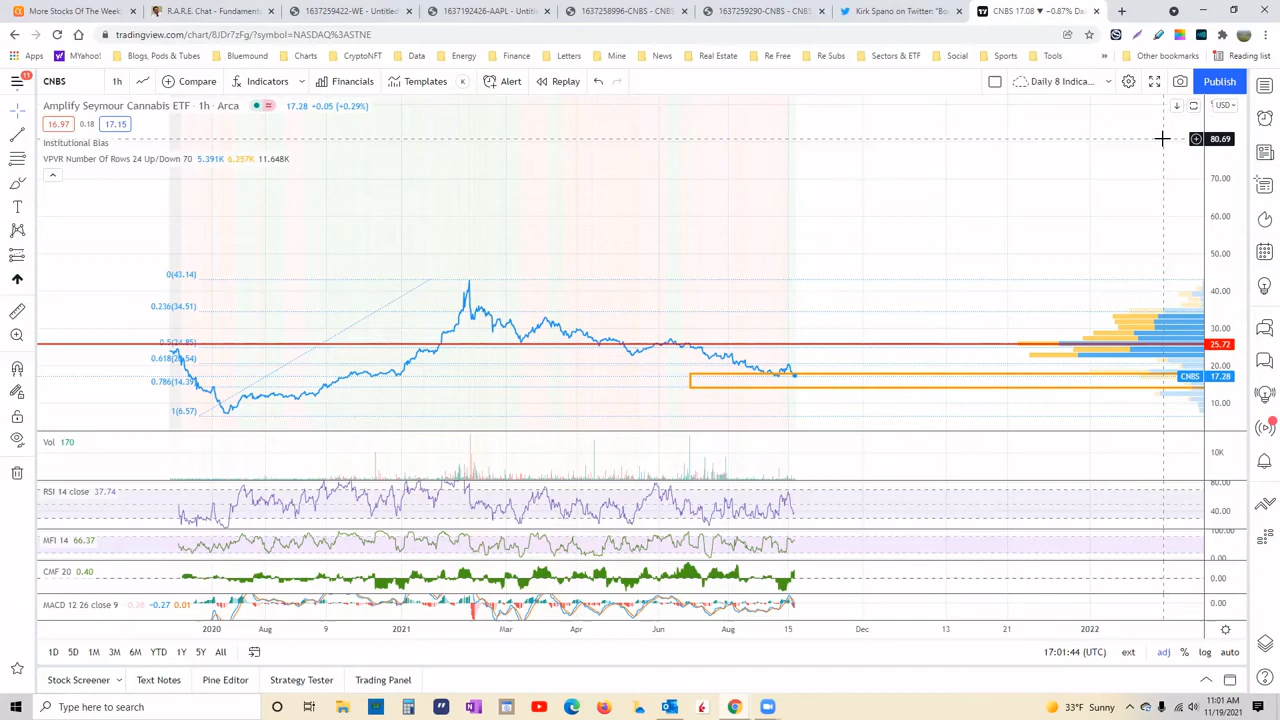 More Stocks Of The Week
R.A.R.E. Chat - Fundamenta
1637259422-WE - Untitled
1637192426-AAPL - Untitle
1637258996-CNBS - Untitle
1637259290-CNBS - Untitle
Kirk Spano on Twitter: "Bo
CNBS 17.08 ▼ −0.87% Da
tradingview.com/chart/8JDr7zFg/?symbol=NASDAQ%3ASTNE
Apps
MYahoo!
Blogs, Pods & Tubes
Bluemound
Altcoins
CryptoNFT
Data
Energy
Finance
Letters
Mine
News
Real Estate
Re Free
Re Subs
Sectors & ETF
Social
Sports
Tools
Other bookmarks
Reading list
11
CNBS
1h
Compare
Indicators
Financials
Templates
K
Alert
Replay
Daily 8 Indica...
Publish
Amplify Seymour Cannabis ETF · 1h · Arca
17.28 +0.05 (+0.29%)
USD
16.97 0.18 17.15
Institutional Bias
VPVR Number Of Rows 24 Up/Down 70 5.391K 6.257K 11.648K
80.69
70.00
60.00
50.00
40.00
30.00
25.72
20.00
CNBS 17.28
10.00
0(43.14)
0.236(34.51)
0.5(24.85)
0.786(14.39)
1(6.57)
Vol 170
10K
RSI 14 close 37.74
80.00
40.00
MFI 14 66.37
100.00
0.00
CMF 20 0.40
0.00
MACD 12 26 close 9 −0.27 0.01
0.00
2020
Aug
9
2021
Mar
Apr
Jun
Aug
15
Dec
13
21
2022
1D 5D 1M 3M 6M YTD 1Y 5Y All
17:01:44 (UTC)
ext
adj
%
log
auto
Stock Screener
Text Notes
Pine Editor
Strategy Tester
Trading Panel
Type here to search
33°F Sunny
11:01 AM
11/19/2021